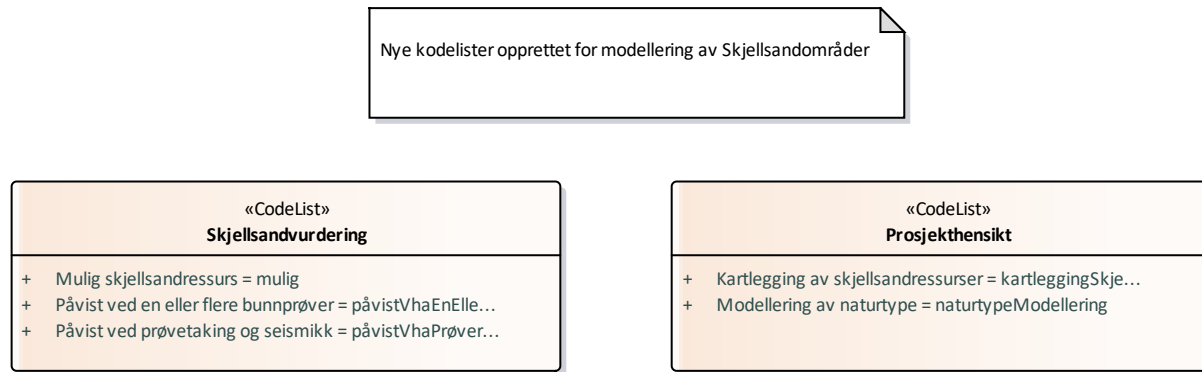 Nye kodelister opprettet for modellering av Skjellsandområder
«CodeList»
Skjellsandvurdering
+ Mulig skjellsandressurs = mulig
+ Påvist ved en eller flere bunnprøver = påvistVhaEnElle…
+ Påvist ved prøvetaking og seismikk = påvistVhaPrøver…
«CodeList»
Prosjekthensikt
+ Kartlegging av skjellsandressurser = kartleggingSkje…
+ Modellering av naturtype = naturtypeModellering